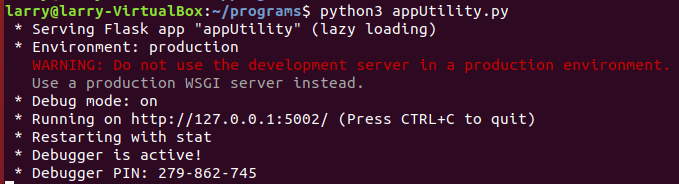 larry@larry-VirtualBox:~/programs$ python3 appUtility.py
* Serving Flask app "appUtility" (lazy loading)
* Environment: production
WARNING: Do not use the development server in a production environment.
Use a production WSGI server instead.
* Debug mode: on
* Running on http://127.0.0.1:5002/ (Press CTRL+C to quit)
* Restarting with stat
* Debugger is active!
* Debugger PIN: 279-862-745